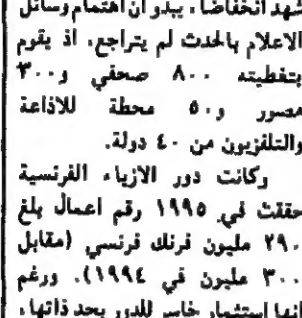 شهد انخفاضا، يبدو ان اهتمام وسائل
الاعلام بالحدث لم يتراجع. اذ يقوم
بتغطيته ٨٠٠ صحفي و٣٠٠
مصور و٥٠ محطة للاذاعة
والتلفزيون من ٤٠ دولة.
وكانت دور الازياء الفرنسية
حققت في ١٩٩٥ رقم اعمال بلغ
٢٩٠ مليون فرنك فرنسي (مقابل
٣٠٠ مليون في ١٩٩٤). ورغم
انها استثمار خاسر للدور بحد ذاتها،